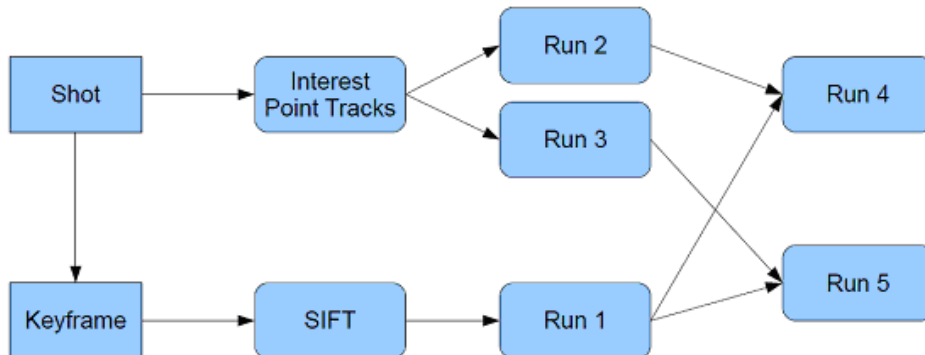 Run 2
Shot
Interest
Point Tracks
Run 4
Run 3
Run 5
Keyframe
SIFT
Run 1